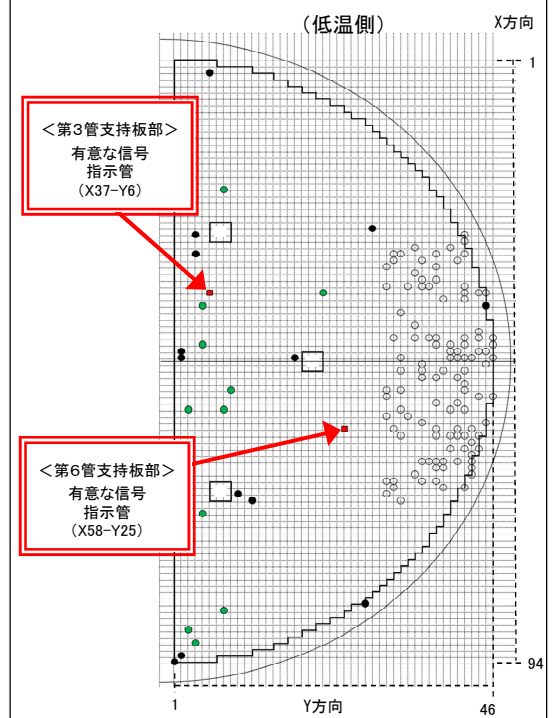 （低温側）
X方向
1
＜第3管支持板部＞
有意な信号
指示管
（X37-Y6）
＜第6管支持板部＞
有意な信号
指示管
（X58-Y25）
94
1
Y方向
46